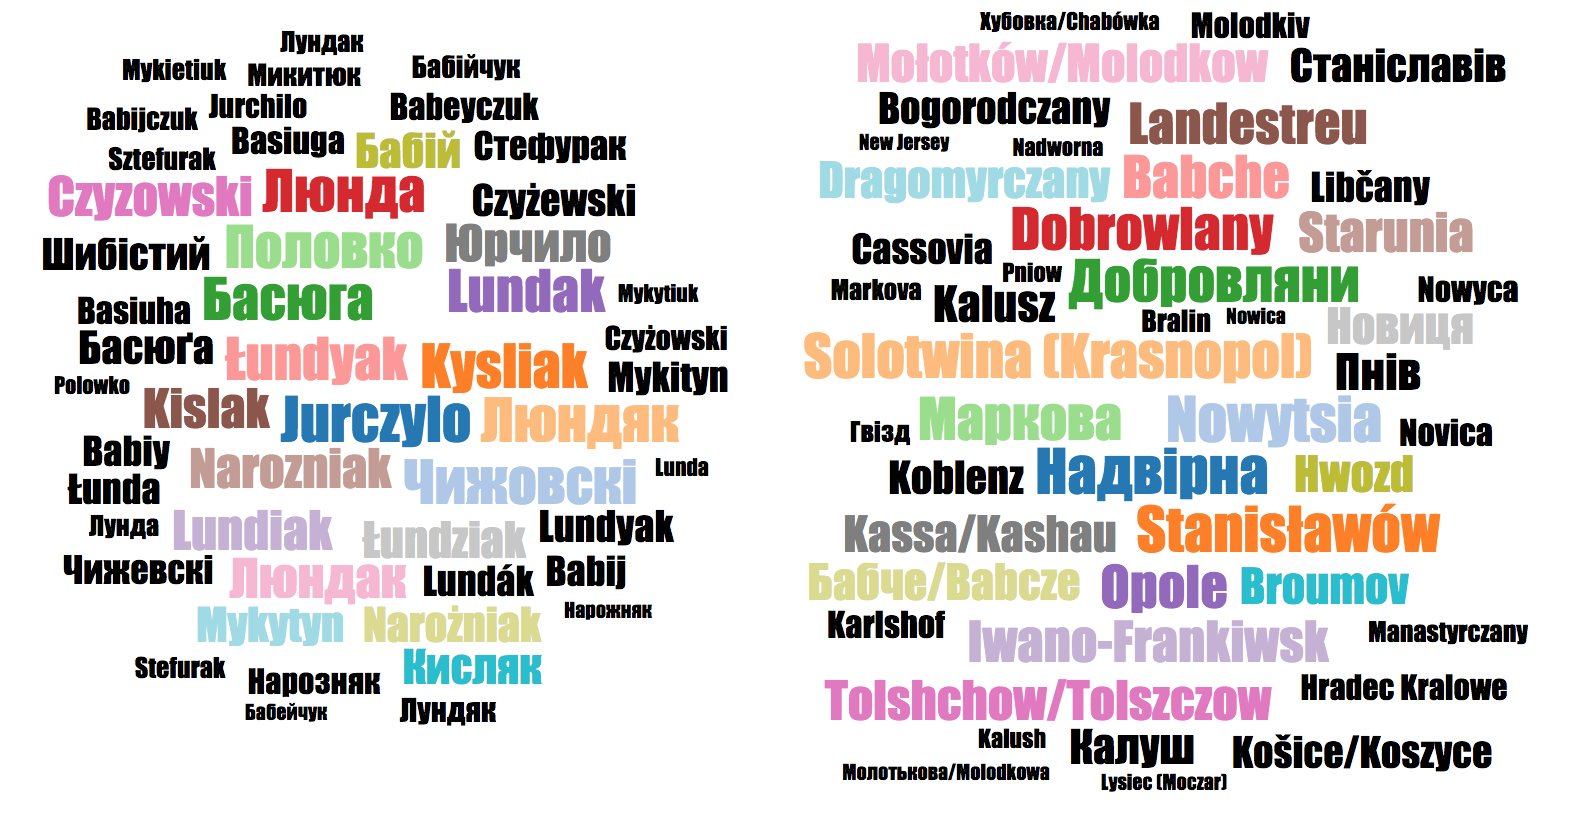 Лундак
Mykietiuk
Микитюк
Бабійчук
Babijczuk
Jurchilo
Babeyczuk
Basiuga
Бабій
Стефурак
Sztefurak
Czyzowski
Люнда
Czyżewski
Шибістий
Половко
Юрчило
Басюга
Lundak
Mykytiuk
Basiuha
Басюґа
Łundyak
Kysliak
Czyżowski
Mykityn
Polowko
Kislak
Jurczylo
Люндяк
Babiy
Narozniak
Чижовскі
Lunda
Łunda
Лунда
Lundiak
Łundziak
Lundyak
Чижевскі
Люндак
Lundák
Babij
Mykytyn
Narożniak
Нарожняк
Stefurak
Нарозняк
Кисляк
Бабейчук
Лундяк
Хубовка/Chabówka
Molodkiv
Mołotków/Molodkow
Станіславів
Bogorodczany
Landestreu
New Jersey
Nadworna
Dragomyrczany
Babche
Libčany
Dobrowlany
Starunia
Cassovia
Pniow
Добровляни
Markova
Kalusz
Nowyca
Bralin
Nowica
Новиця
Solotwina (Krasnopol)
Пнів
Гвізд
Маркова
Nowytsia
Novica
Koblenz
Надвірна
Hwozd
Kassa/Kashau
Stanisławów
Бабче/Babcze
Opole
Broumov
Karlshof
Iwano-Frankiwsk
Manastyrczany
Tolshchow/Tolszczow
Hradec Kralowe
Kalush
Калуш
Košice/Koszyce
Молотькова/Molodkowa
Lysiec (Moczar)